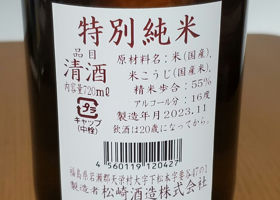 特別純米
品目
清酒
内容量720ml
原材料名:米(国産)、
米こうじ(国産米)
精米歩合:55%
アルコール分:16度
製造年月2023.11
飲酒は20歳になってから。
プラ
キャップ
(中栓)
4560119120427
福島県岩瀬郡天栄村大字下松本字要谷47の1
製造者 松崎酒造株式会社